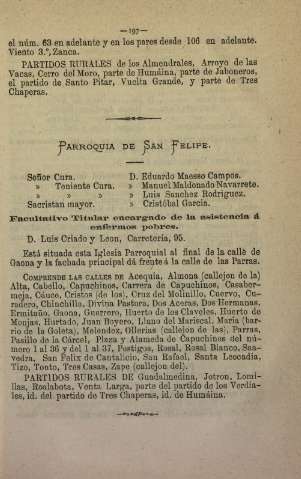 —197—
el núm. 63 en adelante y en los pares desde 106 en adelante.
Viento 3.º, Zanca.
PARTIDOS RURALES de los Almendrales, Arroyo de las
Vacas, Cerro del Moro, parte de Humáina, parte de Jaboneros,
el partido de Santo Pitar, Vuelta Grande, y parte de Tres
Chaperas.
PARROQUIA DE SAN FELIPE.
Señor Cura. D. Eduardo Maesso Campos.
» Teniente Cura. » Manuel Maldonado Navarrete.
» » » Luis Sanchez Rodriguez.
Sacristan mayor. » Cristóbal García.
Facultativo Titular encargado de la asistencia á
enfermos pobres.
D. Luis Criado y Leon, Carretería, 95.
Está situada esta Iglesia Parroquial al final de la calle de
Gaona y la fachada principal dá frente á la calle de las Parras.
COMPRENDE LAS CALLES DE Acequia, Almona (callejon de la)
Alta, Cabello, Capuchinos, Carrera de Capuchinos, Casaber-
meja, Cáuce, Cristos (de los), Cruz del Molinillo, Cuervo, Cu-
radero, Chinchilla, Divina Pastora, Dos Aceras, Dos Hermanas,
Ermitaño, Gaona, Guerrero, Huerto de los Claveles, Huerto de
Monjas, Hurtado, Juan Boyero, Llano del Mariscal, María (bar-
rio de la Goleta), Melendez, Ollerías (callejon de las), Parras,
Pasillo de la Cárcel, Plaza y Alameda de Capuchinos del nú-
mero 1 al 36 y del 1 al 37, Postigos, Rosal, Rosal Blanco, Saa-
vedra, San Felix de Cantalicio, San Rafael, Santa Leocadia,
Tizo, Tonto, Tres Casas, Zape (callejon del).
PARTIDOS RURALES DE Guadalmedina, Jotron, Lomi-
llas, Roalabota, Venta Larga, parte del partido de los Verdia-
les, id. del partido de Tres Chaperas, id. de Humáina.